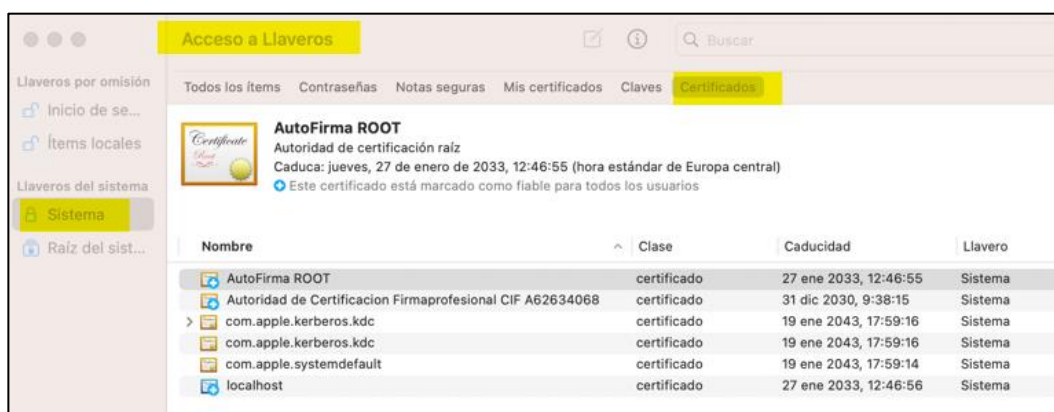 Acceso a Llaveros
Buscar
Llaveros por omisión
Inicio de se...
Ítems locales
Llaveros del sistema
Sistema
Raíz del sist...
Todos los ítems Contraseñas Notas seguras Mis certificados Claves Certificados
Certificate
Root
AutoFirma ROOT
Autoridad de certificación raíz
Caduca: jueves, 27 de enero de 2033, 12:46:55 (hora estándar de Europa central)
Este certificado está marcado como fiable para todos los usuarios
Nombre Clase Caducidad Llavero
AutoFirma ROOT certificado 27 ene 2033, 12:46:55 Sistema
Autoridad de Certificacion Firmaprofesional CIF A62634068 certificado 31 dic 2030, 9:38:15 Sistema
com.apple.kerberos.kdc certificado 19 ene 2043, 17:59:16 Sistema
com.apple.kerberos.kdc certificado 19 ene 2043, 17:59:16 Sistema
com.apple.systemdefault certificado 19 ene 2043, 17:59:14 Sistema
localhost certificado 27 ene 2033, 12:46:56 Sistema